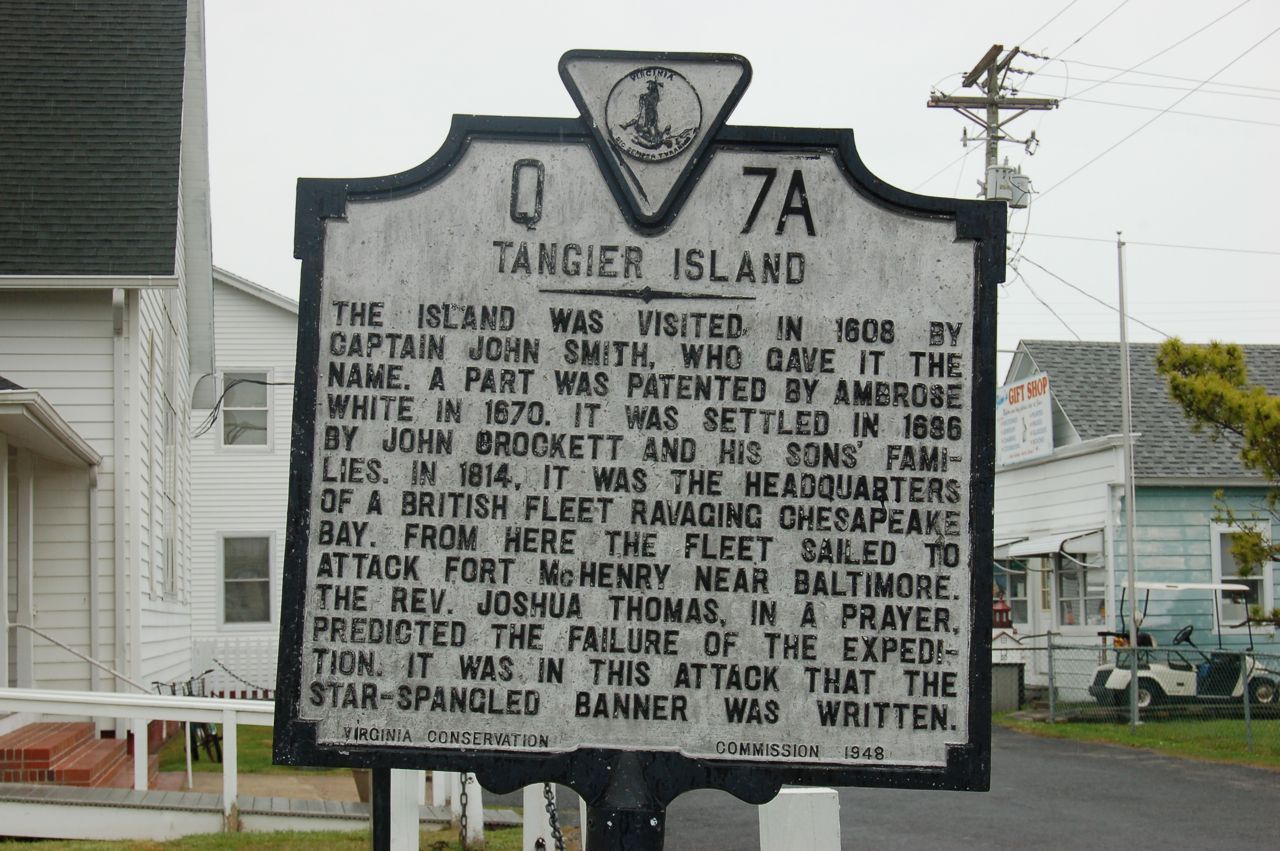 VIRGINIA
SIC SEMPER TYRANNIS
Q 7A
TANGIER ISLAND
THE ISLAND WAS VISITED IN 1608 BY
CAPTAIN JOHN SMITH, WHO GAVE IT THE
NAME. A PART WAS PATENTED BY AMBROSE
WHITE IN 1670. IT WAS SETTLED IN 1686
BY JOHN CROCKETT AND HIS SONS' FAMI-
LIES. IN 1814, IT WAS THE HEADQUARTERS
OF A BRITISH FLEET RAVAGING CHESAPEAKE
BAY. FROM HERE THE FLEET SAILED TO
ATTACK FORT McHENRY NEAR BALTIMORE.
THE REV. JOSHUA THOMAS, IN A PRAYER,
PREDICTED THE FAILURE OF THE EXPEDI-
TION. IT WAS IN THIS ATTACK THAT THE
STAR-SPANGLED BANNER WAS WRITTEN.
VIRGINIA CONSERVATION COMMISSION 1948
GIFT SHOP